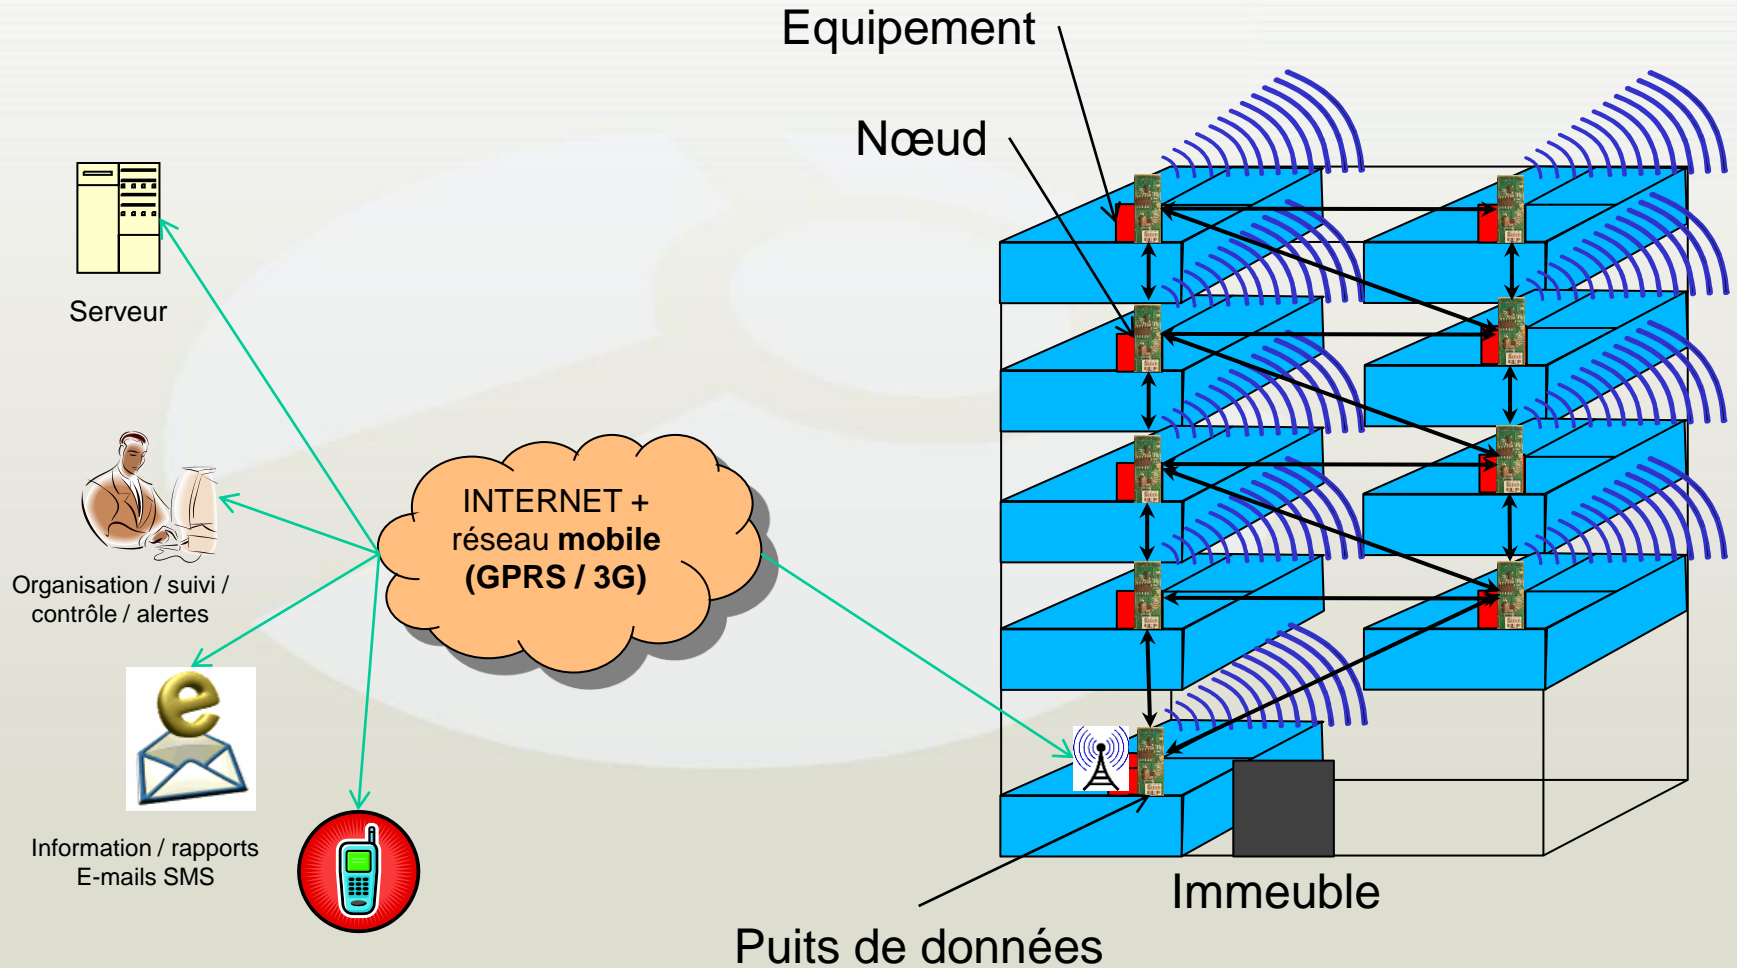 Equipement
Nœud
Serveur
Organisation / suivi /
contrôle / alertes
INTERNET +
réseau mobile
(GPRS / 3G)
Information / rapports
E-mails SMS
Immeuble
Puits de données